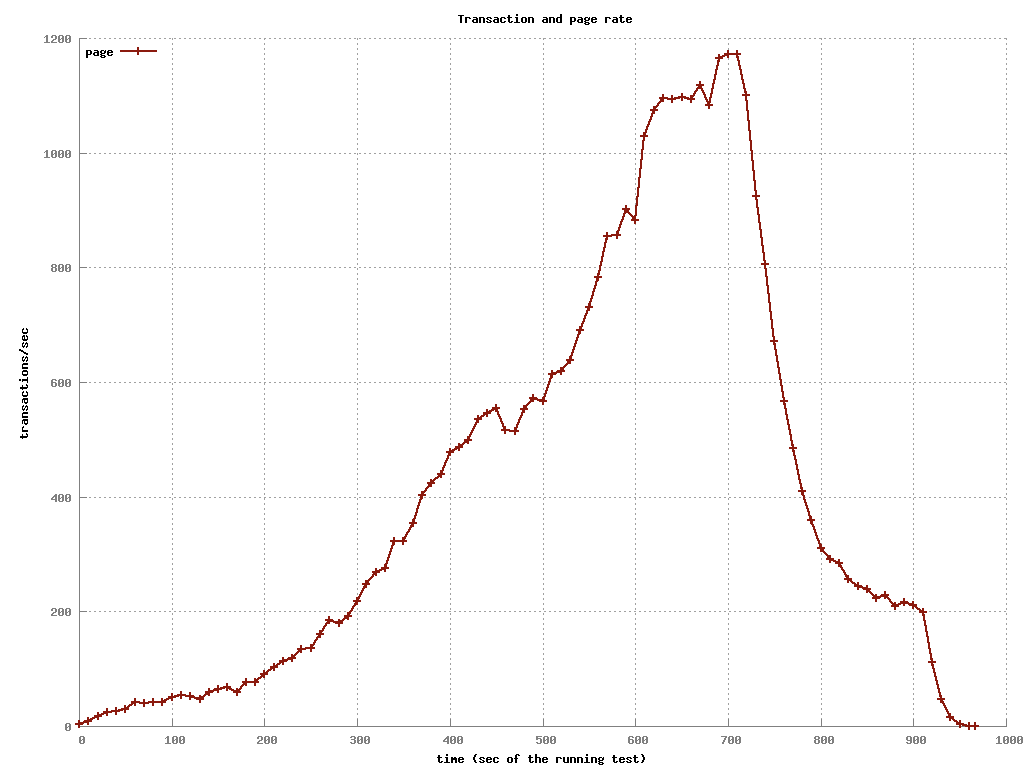 Transaction and page rate
1200
page
1000
800
600
400
200
0
transactions/sec
0 100 200 300 400 500 600 700 800 900 1000
time (sec of the running test)